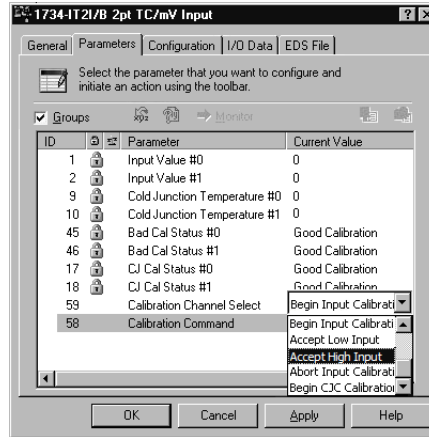 1734-IT2I/B 2pt TC/mV Input
General Parameters Configuration I/O Data EDS File
Select the parameter that you want to configure and
initiate an action using the toolbar.
Groups Monitor
ID Parameter Current Value
1 Input Value #0 0
2 Input Value #1 0
9 Cold Junction Temperature #0 0
10 Cold Junction Temperature #1 0
45 Bad Cal Status #0 Good Calibration
46 Bad Cal Status #1 Good Calibration
17 CJ Cal Status #0 Good Calibration
18 CJ Cal Status #1 Good Calibration
59 Calibration Channel Select Begin Input Calibrati
58 Calibration Command Begin Input Calibrati
Accept Low Input
Accept High Input
Abort Input Calibrati
Begin CJC Calibration
OK Cancel Apply Help